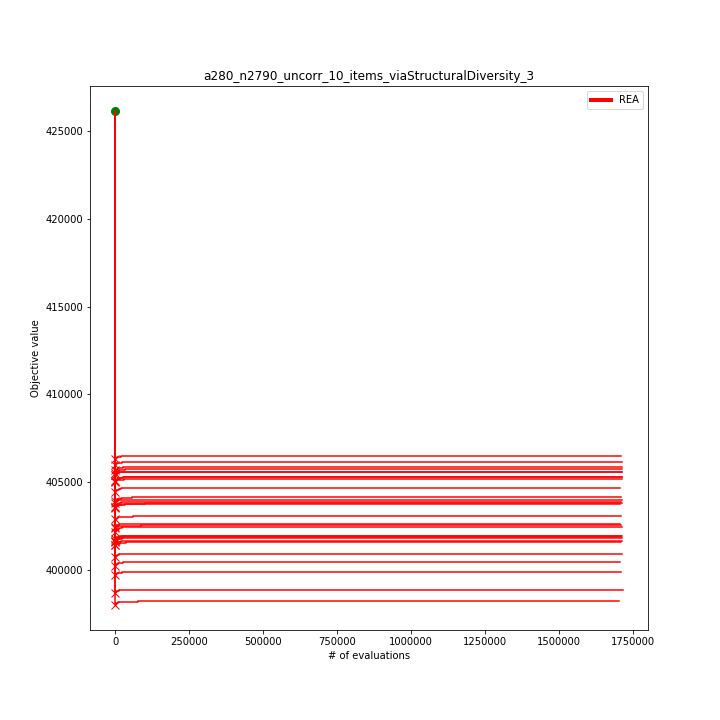 a280_n2790_uncorr_10_items_viaStructuralDiversity_3
REA
425000
420000
415000
410000
405000
400000
Objective value
0 250000 500000 750000 1000000 1250000 1500000 1750000
# of evaluations